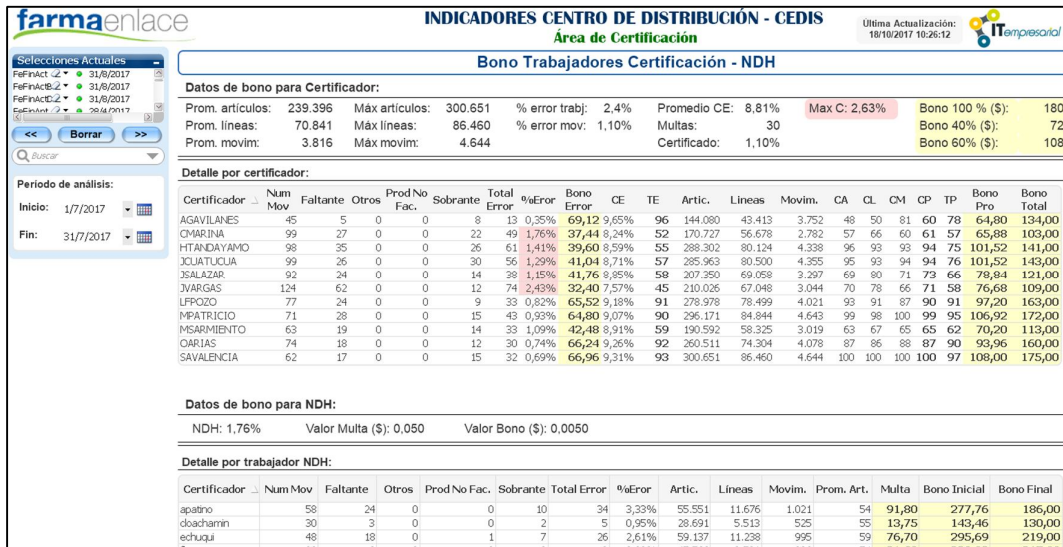 farmaenlace
INDICADORES CENTRO DE DISTRIBUCIÓN - CEDIS
Área de Certificación
Última Actualización:
18/10/2017 10:26:12
ITempresarial
Selecciones Actuales
FeFinAct 31/8/2017
FeFinActB 31/8/2017
FeFinActD 31/8/2017
FeFinAnt 28/4/2017
<< Borrar >>
Buscar
Período de análisis:
Inicio: 1/7/2017
Fin: 31/7/2017
Bono Trabajadores Certificación - NDH
Datos de bono para Certificador:
Prom. artículos: 239.396 Máx artículos: 300.651 % error trabj: 2,4% Promedio CE: 8,81% Max C: 2,63% Bono 100 % ($): 180
Prom. líneas: 70.841 Máx líneas: 86.460 % error mov: 1,10% Multas: 30 Bono 40% ($): 72
Prom. movim: 3.816 Máx movim: 4.644 Certificado: 1,10% Bono 60% ($): 108
Detalle por certificador:
Certificador Num Mov Faltante Otros Prod No Fac. Sobrante Total Error %Eror Bono Error CE TE Artic. Lineas Movim. CA CL CM CP TP Bono Pro Bono Total
AGAVILANES 45 5 0 0 8 13 0,35% 69,12 9,65% 96 144.080 43.413 3.752 48 50 81 60 78 64,80 134,00
CMARINA 99 27 0 0 22 49 1,76% 37,44 8,24% 52 170.727 56.678 2.782 57 66 60 61 57 65,88 103,00
HTANDAYAMO 98 35 0 0 26 61 1,41% 39,60 8,59% 55 288.302 80.124 4.338 96 93 93 94 75 101,52 141,00
JCUATUCUA 99 26 0 0 30 56 1,29% 41,04 8,71% 57 285.963 80.500 4.355 95 93 94 94 76 101,52 143,00
JSALAZAR 92 24 0 0 14 38 1,15% 41,76 8,85% 58 207.350 69.058 3.297 69 80 71 73 66 78,84 121,00
JVARGAS 124 62 0 0 12 74 2,43% 32,40 7,57% 45 210.026 67.048 3.044 70 78 66 71 58 76,68 109,00
LFPOZO 77 24 0 0 9 33 0,82% 65,52 9,18% 91 278.978 78.499 4.021 93 91 87 90 91 97,20 163,00
MPATRICIO 71 28 0 0 15 43 0,93% 64,80 9,07% 90 296.171 84.844 4.643 99 98 100 99 95 106,92 172,00
MSARMIENTO 63 19 0 0 14 33 1,09% 42,48 8,91% 59 190.592 58.325 3.019 63 67 65 65 62 70,20 113,00
OARIAS 74 18 0 0 12 30 0,74% 66,24 9,26% 92 260.511 74.304 4.078 87 86 88 87 90 93,96 160,00
SAVALENCIA 62 17 0 0 15 32 0,69% 66,96 9,31% 93 300.651 86.460 4.644 100 100 100 100 97 108,00 175,00
Datos de bono para NDH:
NDH: 1,76% Valor Multa ($): 0,050 Valor Bono ($): 0,0050
Detalle por trabajador NDH:
Certificador Num Mov Faltante Otros Prod No Fac. Sobrante Total Error %Eror Artic. Líneas Movim. Prom. Art. Multa Bono Inicial Bono Final
apatino 58 24 0 0 10 34 3,33% 55.551 11.676 1.021 54 91,80 277,76 186,00
cloachamin 30 3 0 0 2 5 0,95% 28.691 5.513 525 55 13,75 143,46 130,00
echuqui 48 18 0 1 7 26 2,61% 59.137 11.238 995 59 76,70 295,69 219,00